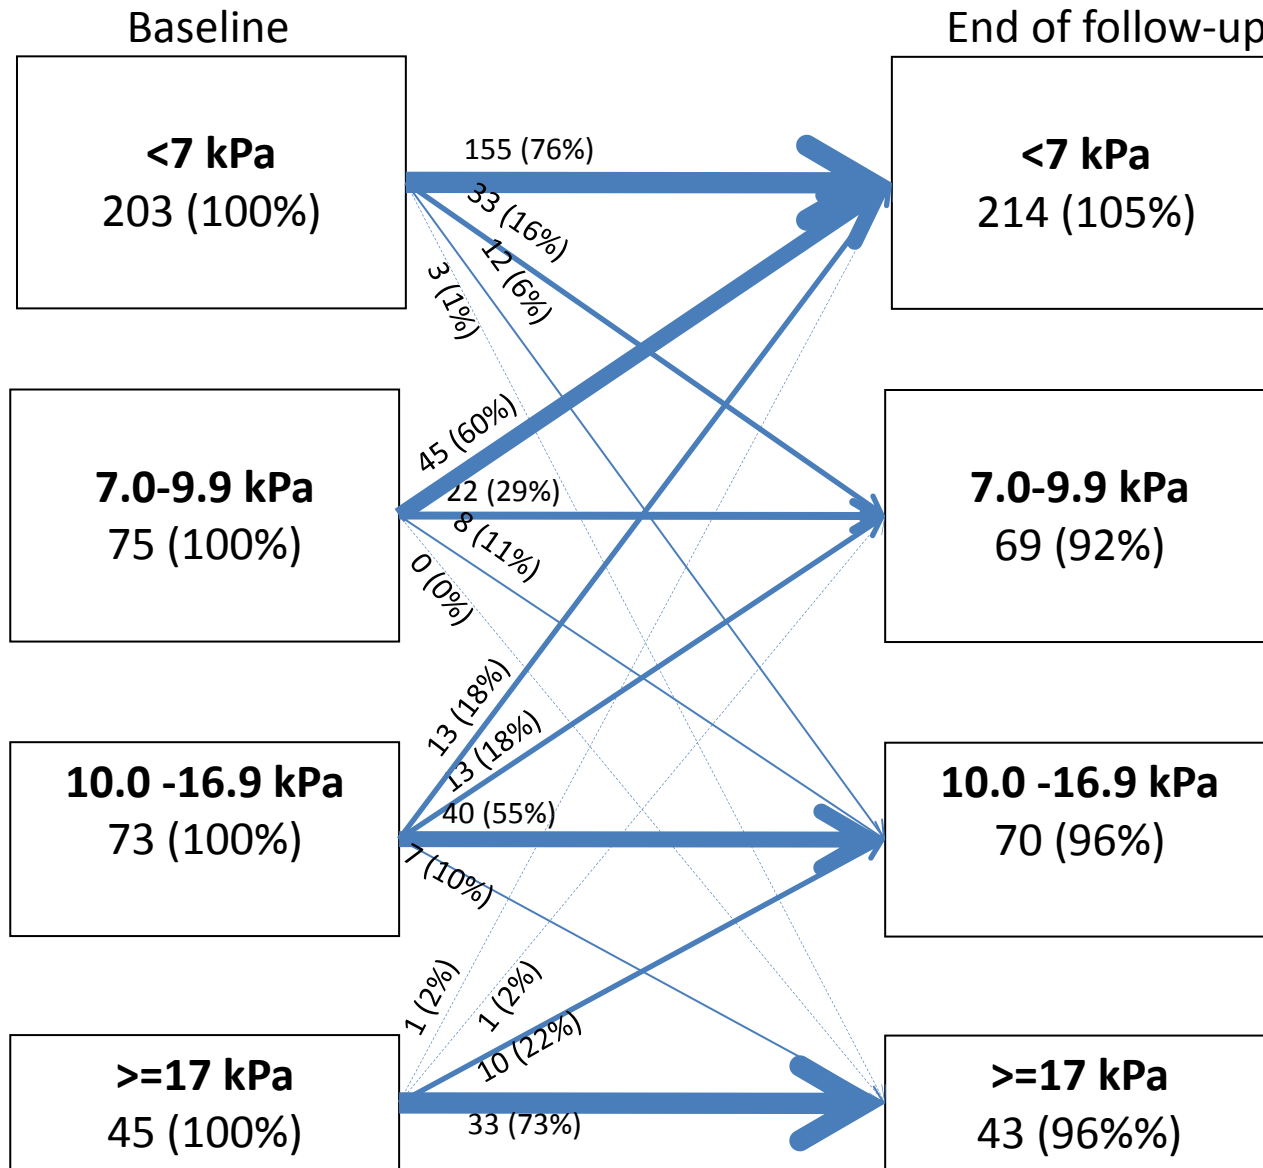 Baseline
End of follow-up
<7 kPa
203 (100%)
155 (76%)
33 (16%)
12 (6%)
3 (1%)
<7 kPa
214 (105%)
7.0-9.9 kPa
75 (100%)
45 (60%)
22 (29%)
8 (11%)
0 (0%)
7.0-9.9 kPa
69 (92%)
10.0 -16.9 kPa
73 (100%)
13 (18%)
13 (18%)
40 (55%)
7 (10%)
10.0 -16.9 kPa
70 (96%)
>=17 kPa
45 (100%)
1 (2%)
1 (2%)
10 (22%)
33 (73%)
>=17 kPa
43 (96%%)